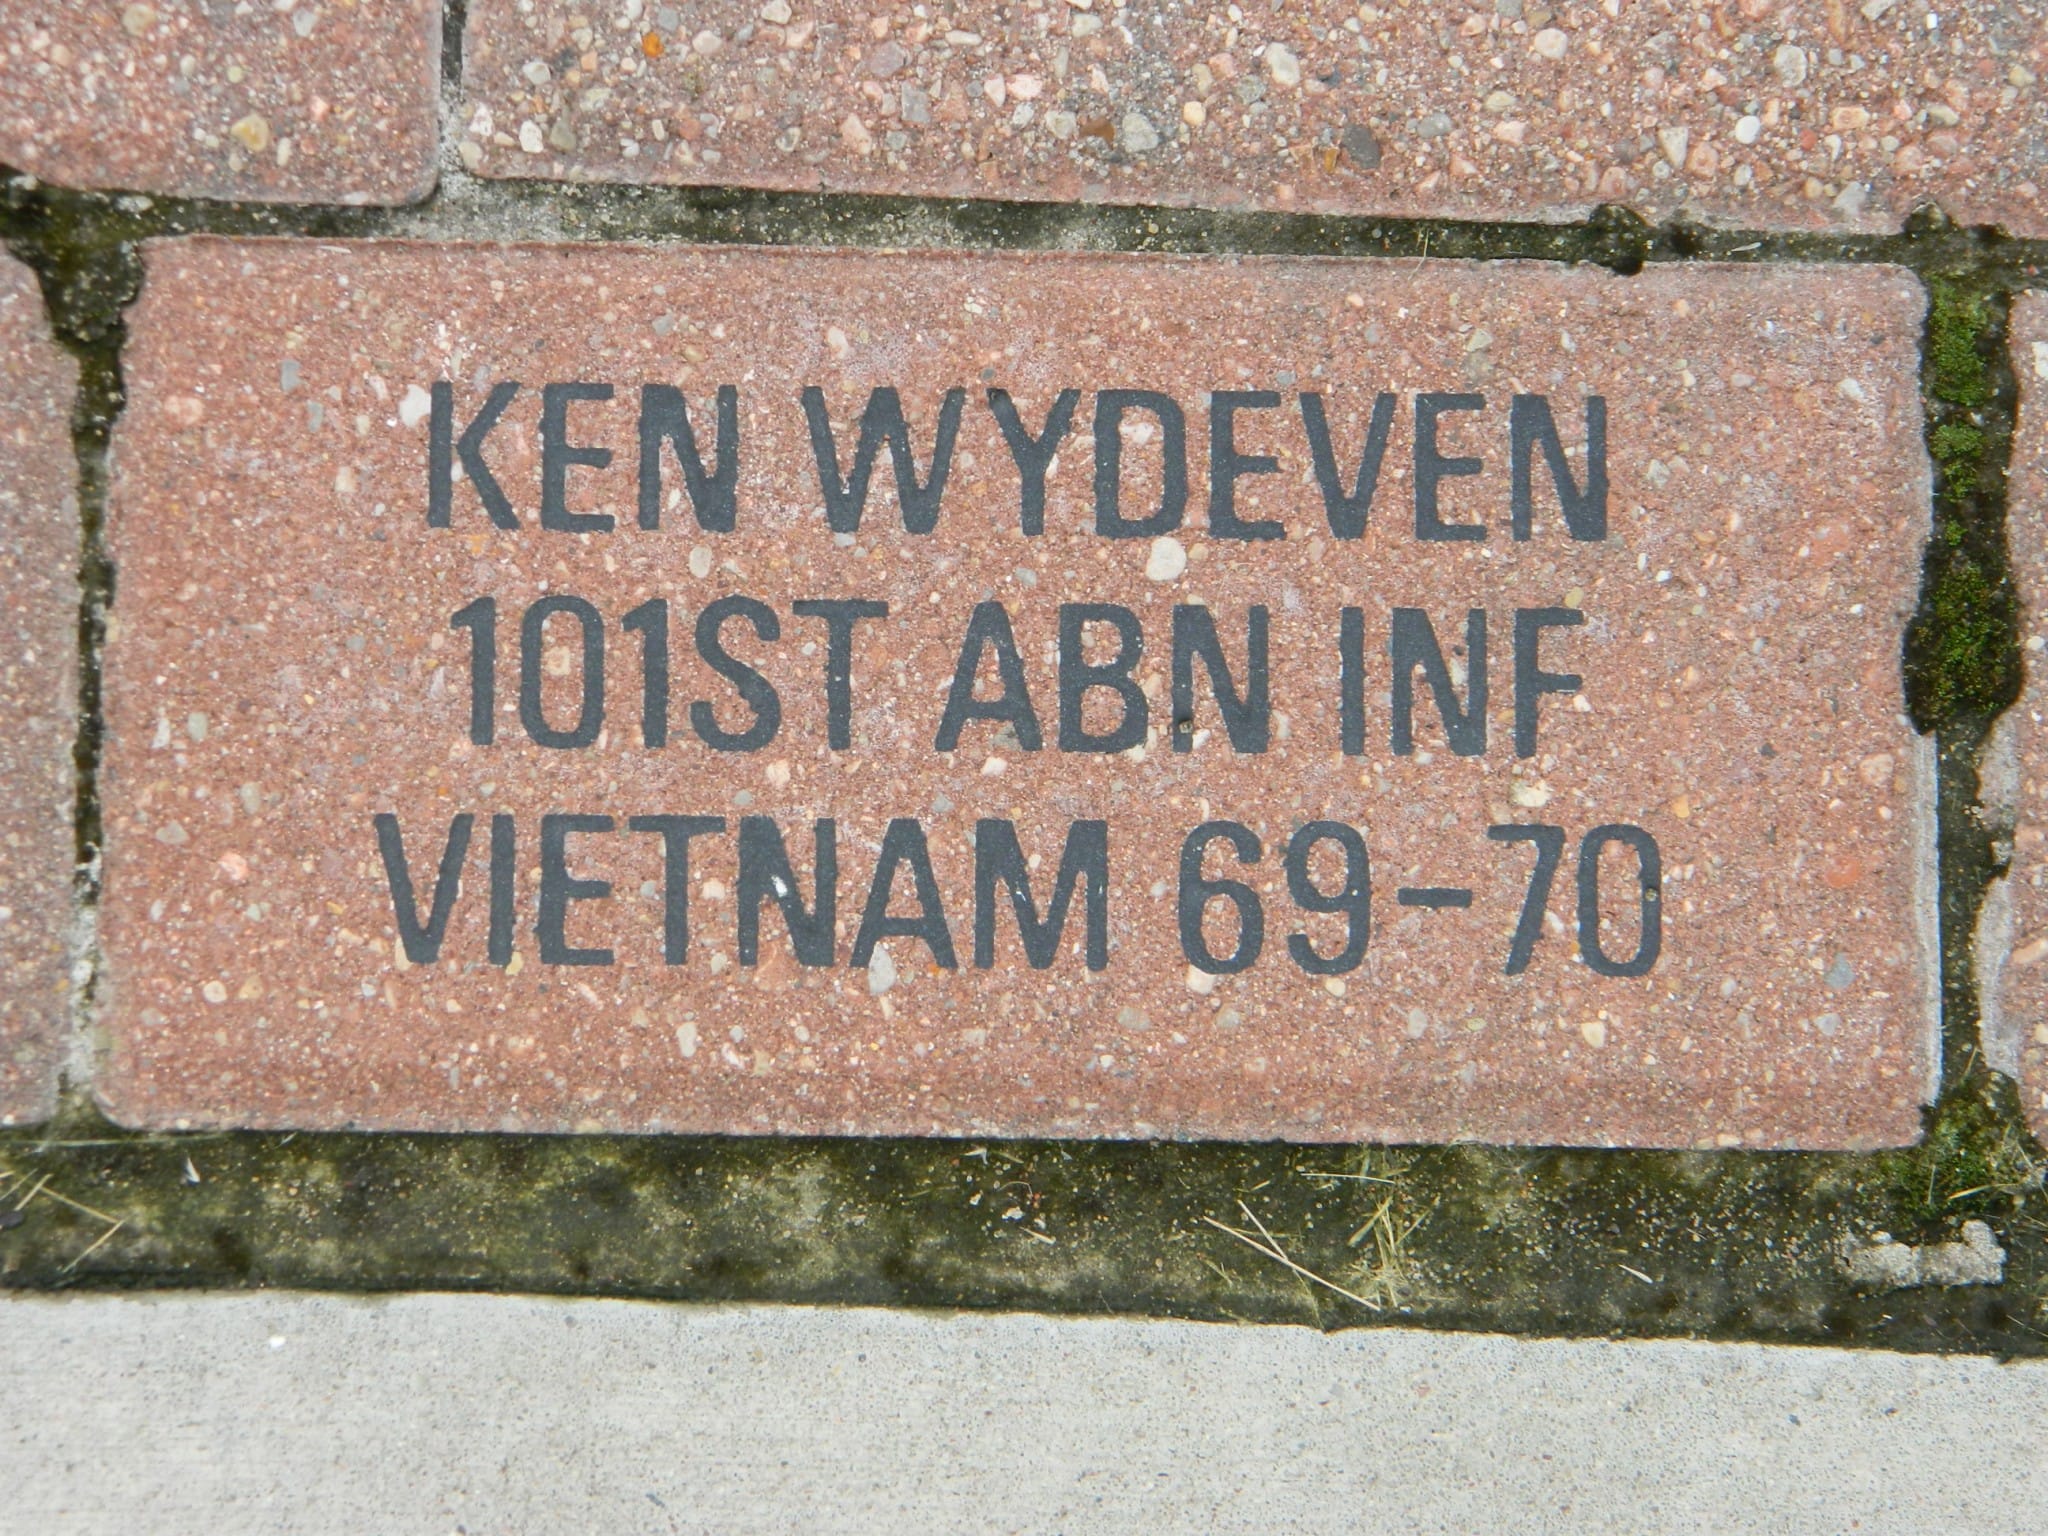 KEN WYDEVEN
101ST ABN INF
VIETNAM 69-70